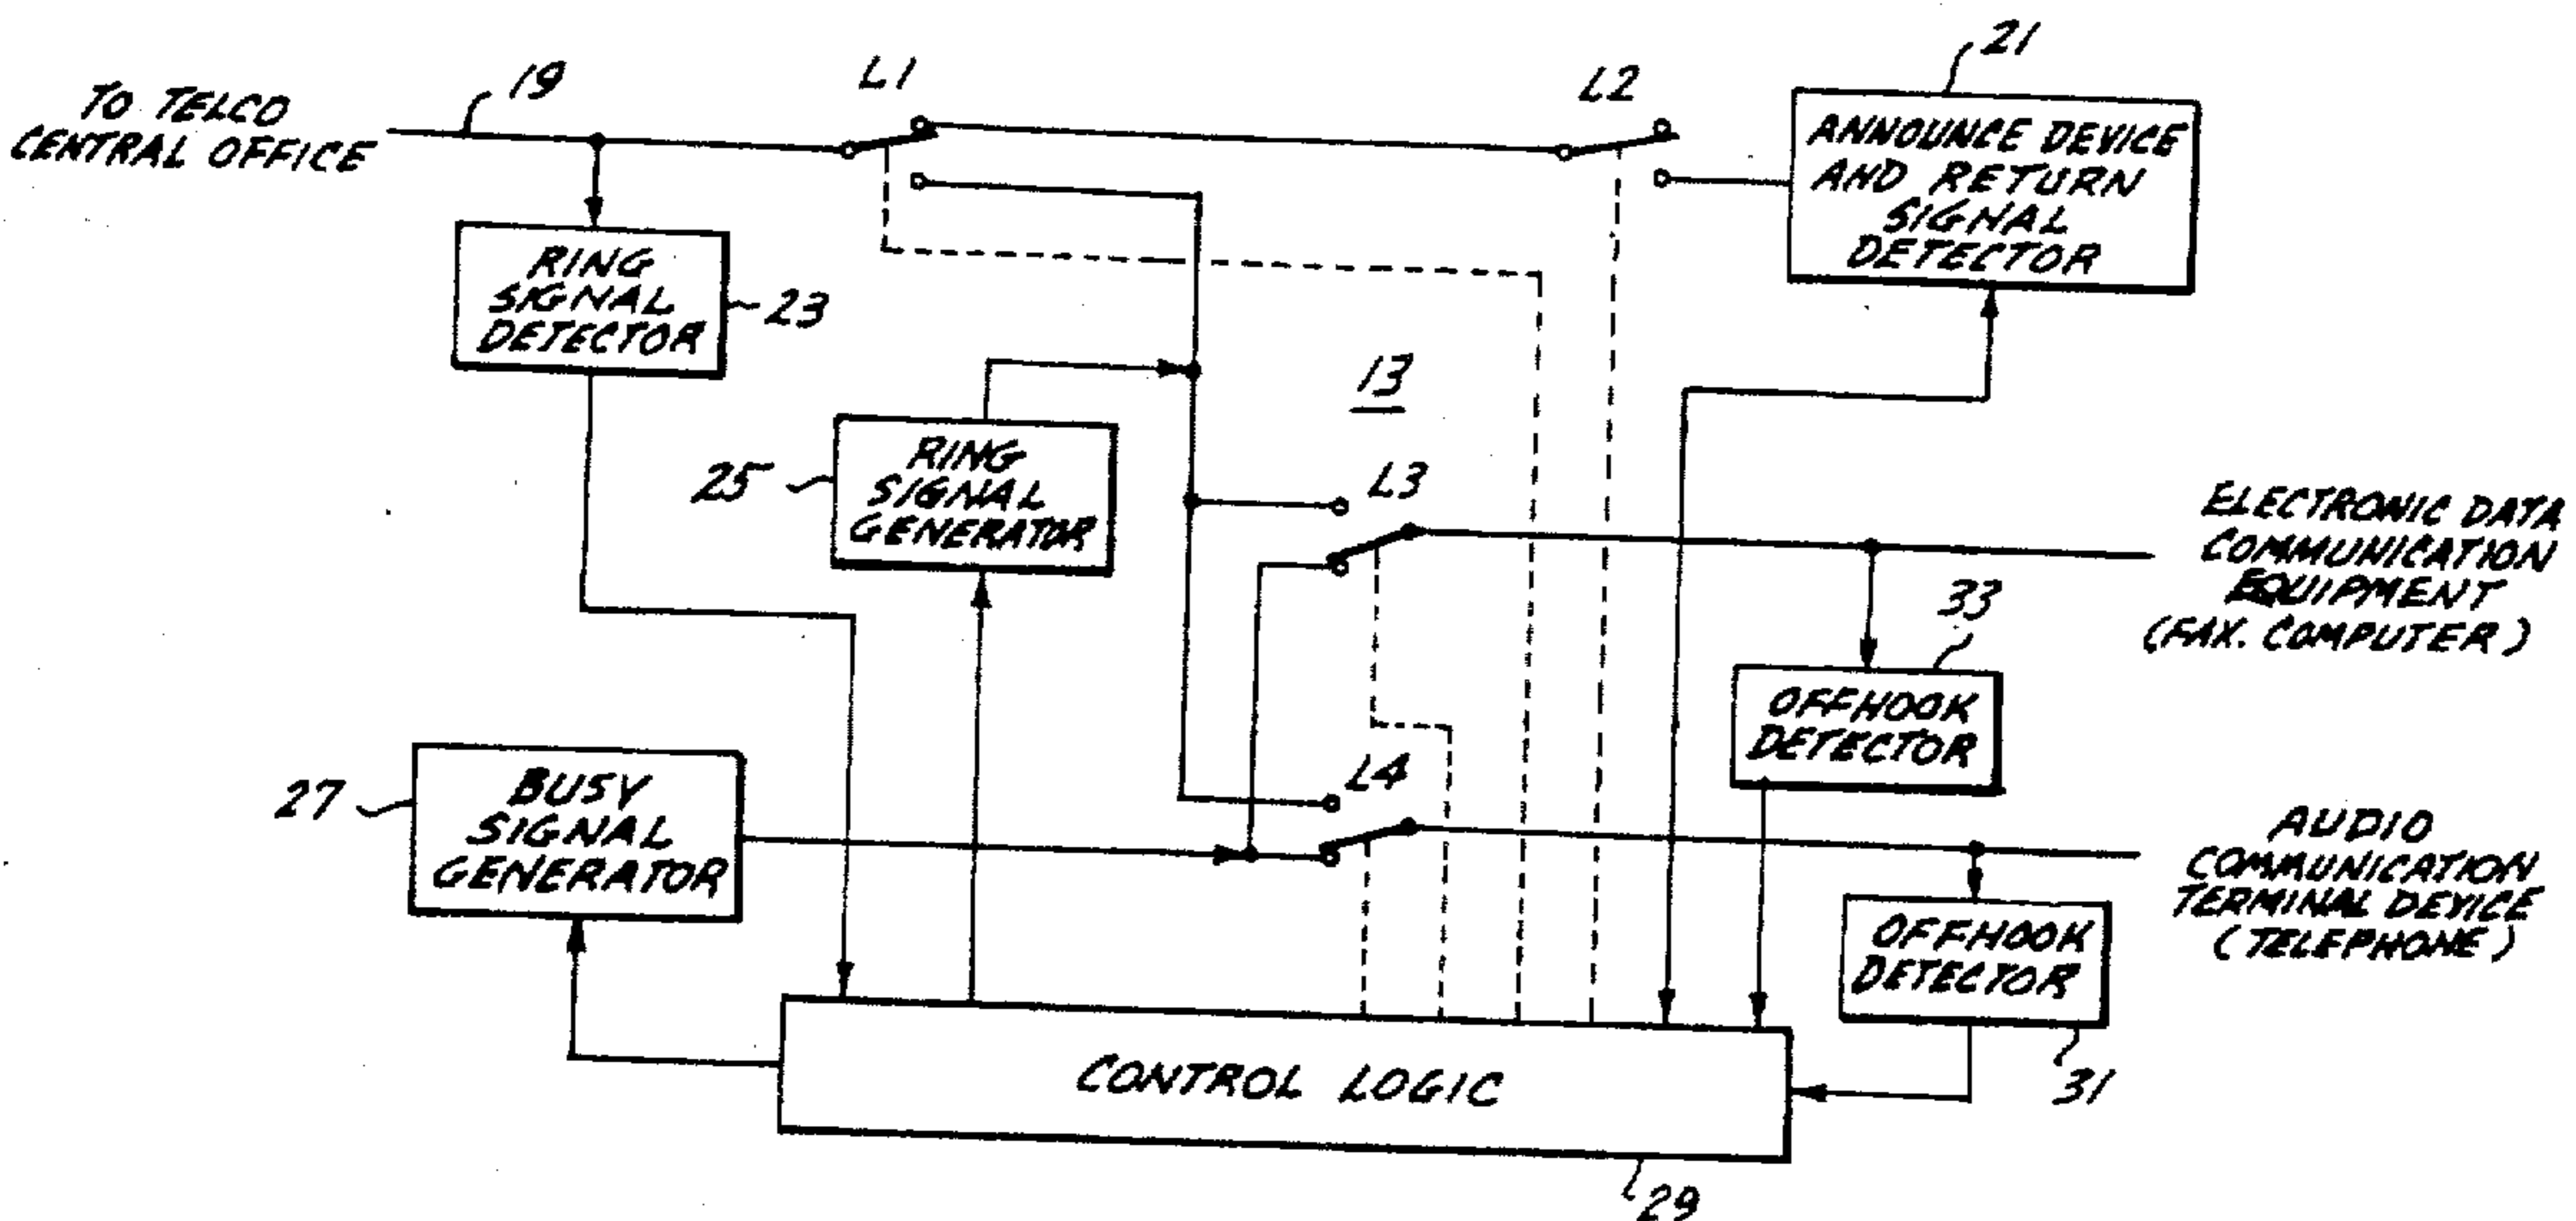 TO TELCO
CENTRAL OFFICE
19
L1
L2
21
ANNOUNCE DEVICE
AND RETURN
SIGNAL
DETECTOR
RING
SIGNAL
DETECTOR
23
13
25
RING
SIGNAL
GENERATOR
L3
ELECTRONIC DATA
COMMUNICATION
EQUIPMENT
(FAX. COMPUTER)
33
OFFHOOK
DETECTOR
27
BUSY
SIGNAL
GENERATOR
L4
AUDIO
COMMUNICATION
TERMINAL DEVICE
(TELEPHONE)
OFFHOOK
DETECTOR
31
CONTROL LOGIC
29